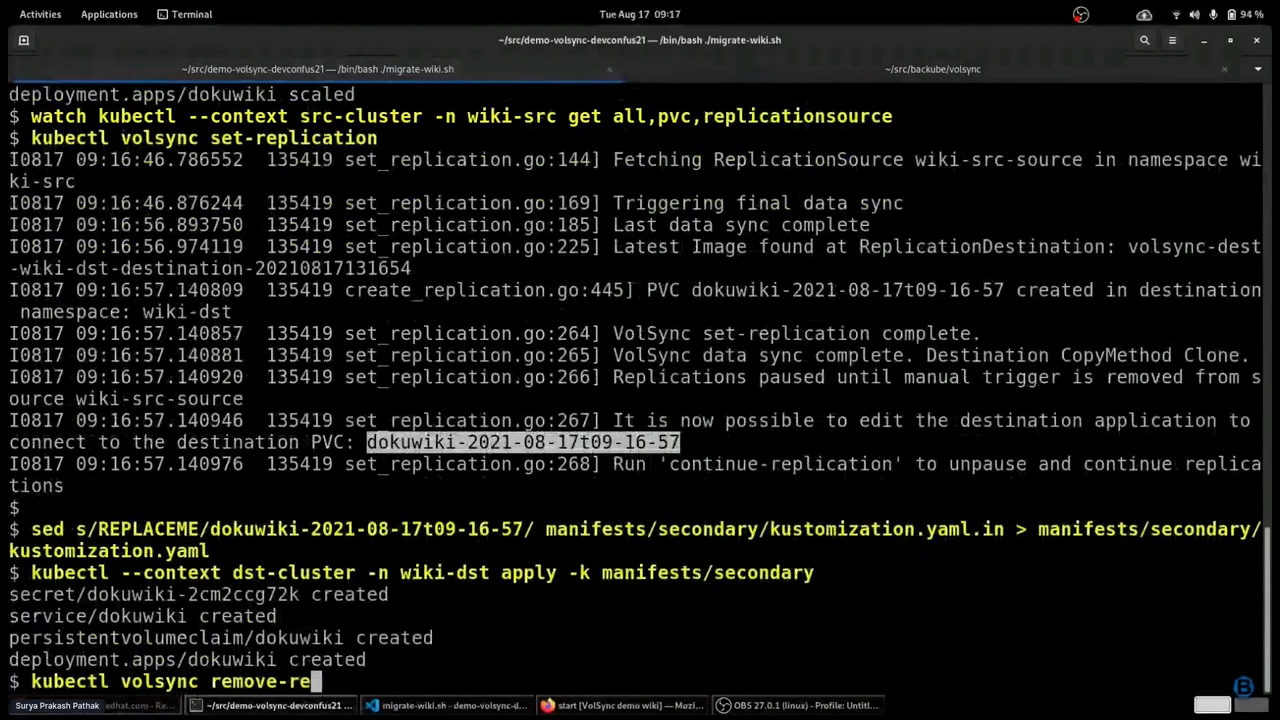 Activities Applications Terminal Tue Aug 17 09:17 94 %
~/src/demo-volsync-devconfus21 — /bin/bash ./migrate-wiki.sh
~/src/demo-volsync-devconfus21 — /bin/bash ./migrate-wiki.sh ~/src/backube/volsync
deployment.apps/dokuwiki scaled
$ watch kubectl --context src-cluster -n wiki-src get all,pvc,replicationsource
$ kubectl volsync set-replication
I0817 09:16:46.786552 135419 set_replication.go:144] Fetching ReplicationSource wiki-src-source in namespace wi
ki-src
I0817 09:16:46.876244 135419 set_replication.go:169] Triggering final data sync
I0817 09:16:56.893750 135419 set_replication.go:185] Last data sync complete
I0817 09:16:56.974119 135419 set_replication.go:225] Latest Image found at ReplicationDestination: volsync-dest
-wiki-dst-destination-20210817131654
I0817 09:16:57.140809 135419 create_replication.go:445] PVC dokuwiki-2021-08-17t09-16-57 created in destination
namespace: wiki-dst
I0817 09:16:57.140857 135419 set_replication.go:264] VolSync set-replication complete.
I0817 09:16:57.140881 135419 set_replication.go:265] VolSync data sync complete. Destination CopyMethod Clone.
I0817 09:16:57.140920 135419 set_replication.go:266] Replications paused until manual trigger is removed from s
ource wiki-src-source
I0817 09:16:57.140946 135419 set_replication.go:267] It is now possible to edit the destination application to
connect to the destination PVC: dokuwiki-2021-08-17t09-16-57
I0817 09:16:57.140976 135419 set_replication.go:268] Run 'continue-replication' to unpause and continue replica
tions
$
$ sed s/REPLACEME/dokuwiki-2021-08-17t09-16-57/ manifests/secondary/kustomization.yaml.in > manifests/secondary/
kustomization.yaml
$ kubectl --context dst-cluster -n wiki-dst apply -k manifests/secondary
secret/dokuwiki-2cm2ccg72k created
service/dokuwiki created
persistentvolumeclaim/dokuwiki created
deployment.apps/dokuwiki created
$ kubectl volsync remove-re
Surya Prakash Pathak edhat.com - Re... ~/src/demo-volsync-devconfus21 ... migrate-wiki.sh - demo-volsync-d... start [VolSync demo wiki] — Mozi... OBS 27.0.1 (linux) - Profile: Untitl...